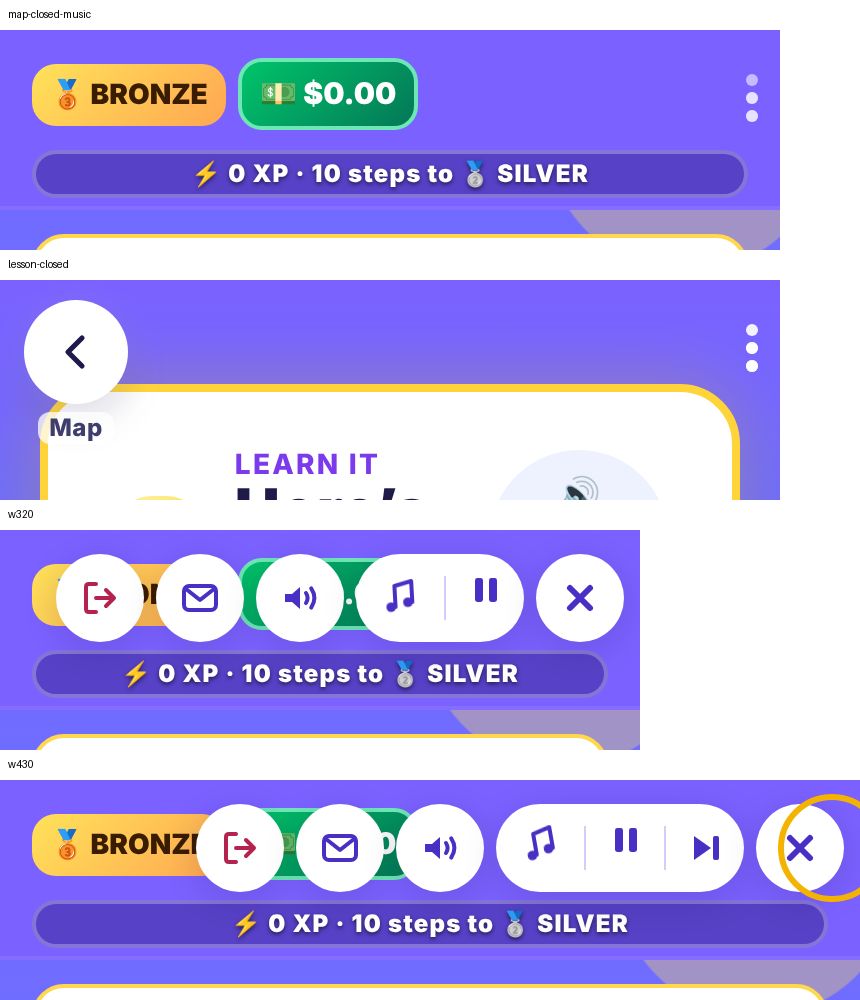 map-closed-music
BRONZE $0.00
0 XP · 10 steps to SILVER
lesson-closed
Map
LEARN IT
Here's
w320
0 XP · 10 steps to SILVER
w430
BRONZE
0 XP · 10 steps to SILVER